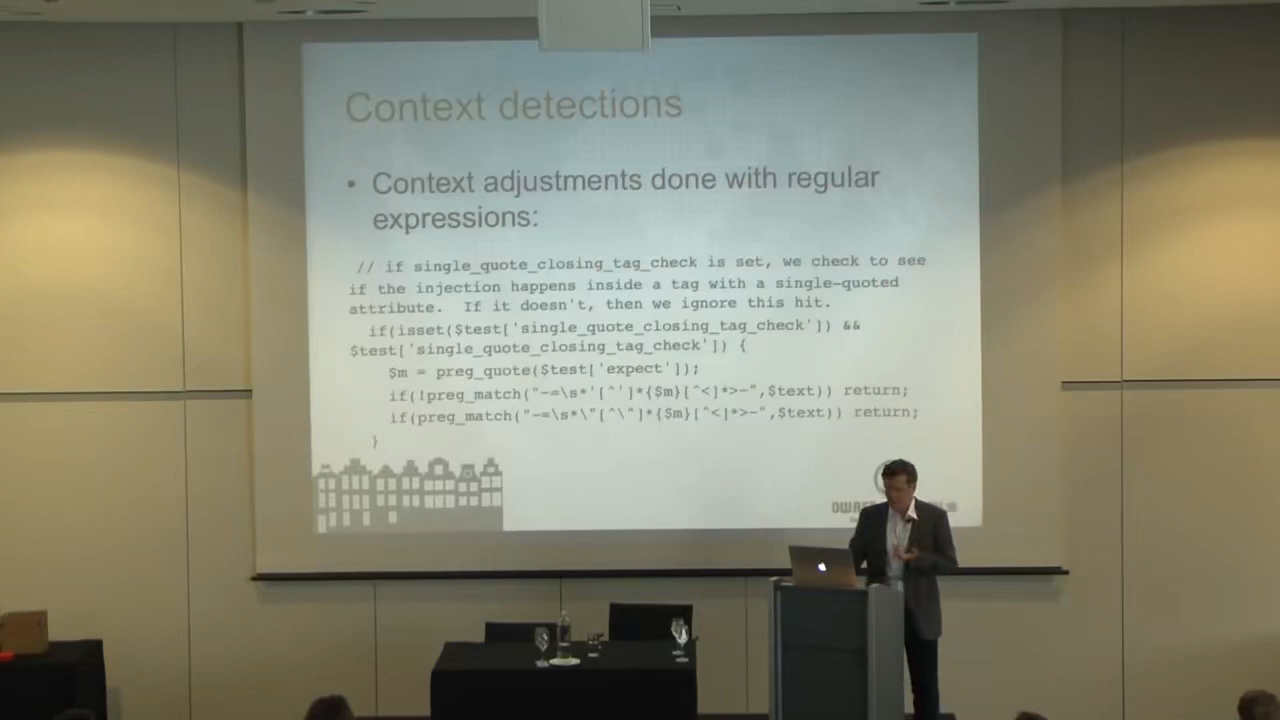 Context detections
• Context adjustments done with regular
expressions:
// if single_quote_closing_tag_check is set, we check to see
if the injection happens inside a tag with a single-quoted
attribute.  If it doesn't, then we ignore this hit.
if(isset($test['single_quote_closing_tag_check']) &&
$test['single_quote_closing_tag_check']) {
$m = preg_quote($test['expect']);
if(!preg_match("~=\s*'[^']*{$m}[^<]*>~",$text)) return;
if(preg_match("~=\s*\"[^\"]*{$m}[^<]*>~",$text)) return;
}